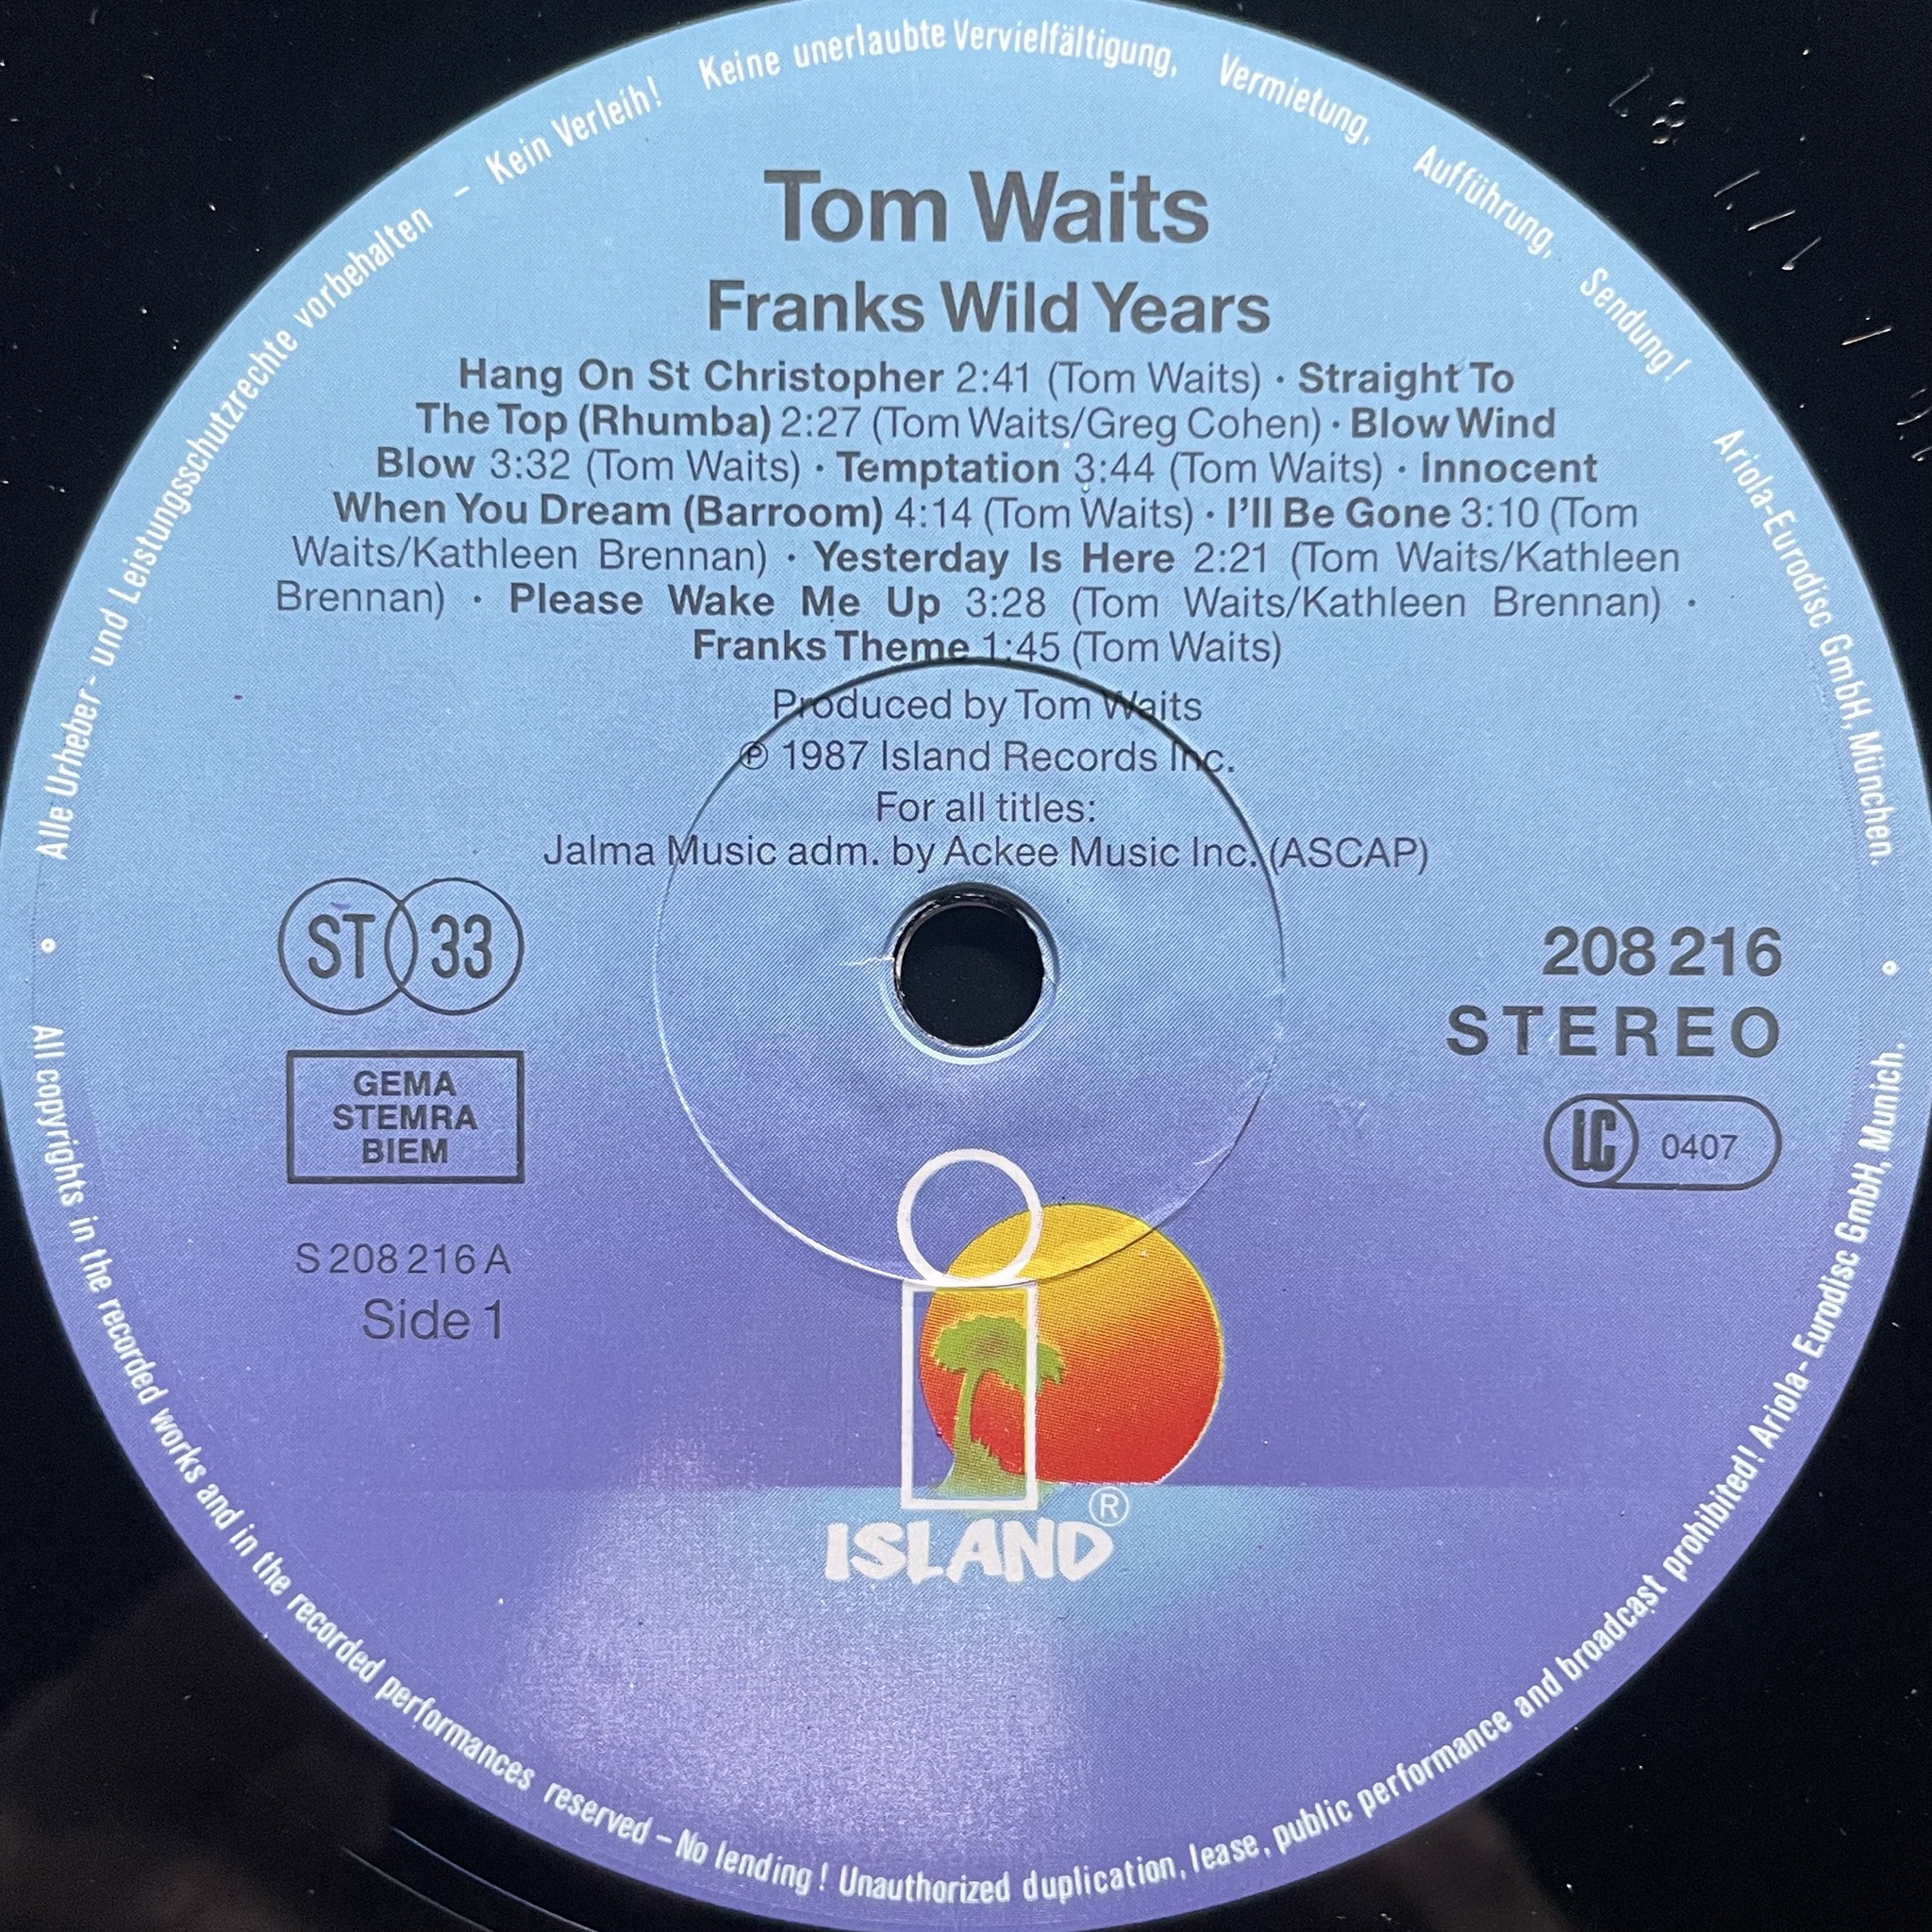 Alle Urheber- und Leistungsschutzrechte vorbehalten – Kein Verleih! Keine unerlaubte Vervielfältigung, Vermietung, Aufführung, Sendung! Ariola-Eurodisc GmbH, München.
Tom Waits
Franks Wild Years
Hang On St Christopher 2:41 (Tom Waits) · Straight To
The Top (Rhumba) 2:27 (Tom Waits/Greg Cohen) · Blow Wind
Blow 3:32 (Tom Waits) · Temptation 3:44 (Tom Waits) · Innocent
When You Dream (Barroom) 4:14 (Tom Waits) · I'll Be Gone 3:10 (Tom
Waits/Kathleen Brennan) · Yesterday Is Here 2:21 (Tom Waits/Kathleen
Brennan) · Please Wake Me Up 3:28 (Tom Waits/Kathleen Brennan) ·
Franks Theme 1:45 (Tom Waits)
Produced by Tom Waits
℗ 1987 Island Records Inc.
For all titles:
Jalma Music adm. by Ackee Music Inc. (ASCAP)
ST 33
GEMA
STEMRA
BIEM
S 208 216 A
Side 1
208 216
STEREO
LC 0407
ISLAND ®
All copyrights in the recorded works and in the recorded performances reserved – No lending! Unauthorized duplication, lease, public performance and broadcast prohibited! Ariola-Eurodisc GmbH, Munich.